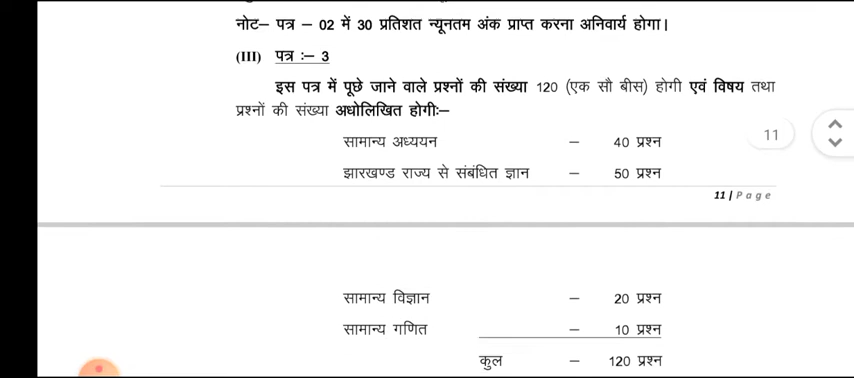 नोट– पत्र – 02 में 30 प्रतिशत न्यूनतम अंक प्राप्त करना अनिवार्य होगा।
(III) पत्र :– 3
इस पत्र में पूछे जाने वाले प्रश्नों की संख्या 120 (एक सौ बीस) होगी एवं विषय तथा
प्रश्नों की संख्या अधोलिखित होगीः–
सामान्य अध्ययन – 40 प्रश्न
11
झारखण्ड राज्य से संबंधित ज्ञान – 50 प्रश्न
11 | Page
सामान्य विज्ञान – 20 प्रश्न
सामान्य गणित – 10 प्रश्न
कुल – 120 प्रश्न